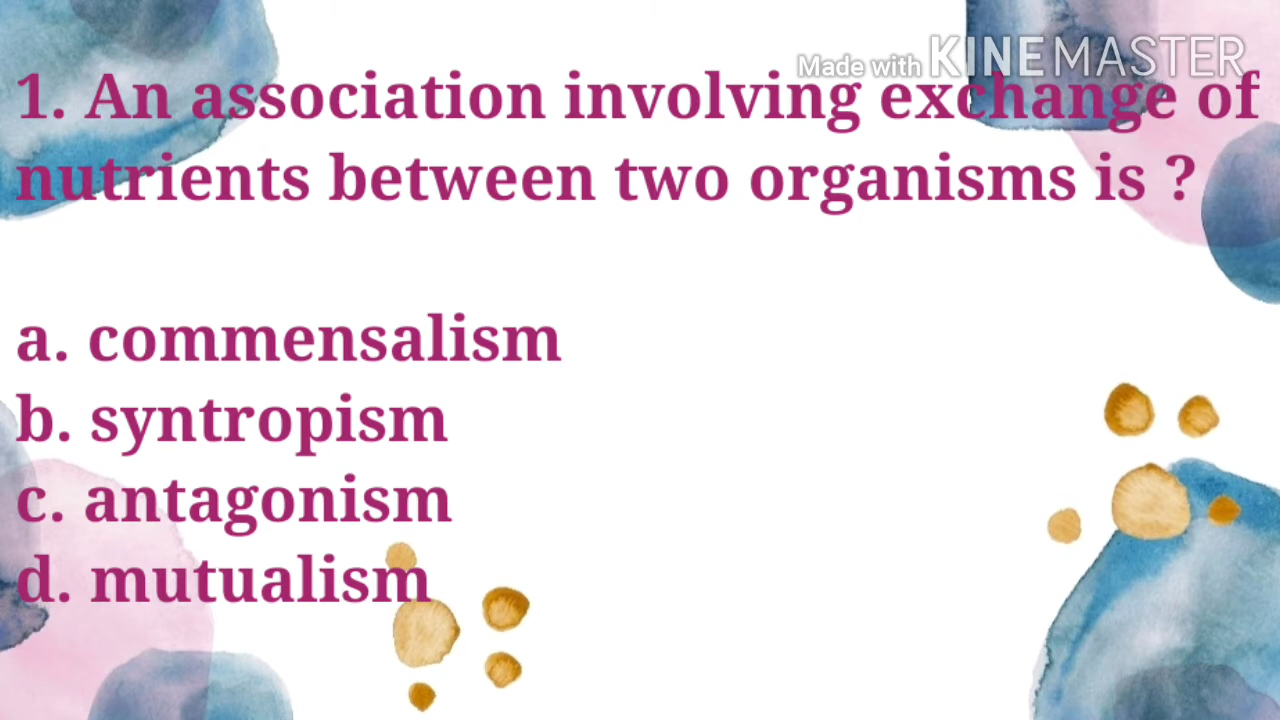 Made with KINEMASTER
1. An association involving exchange of
nutrients between two organisms is ?
a. commensalism
b. syntropism
c. antagonism
d. mutualism